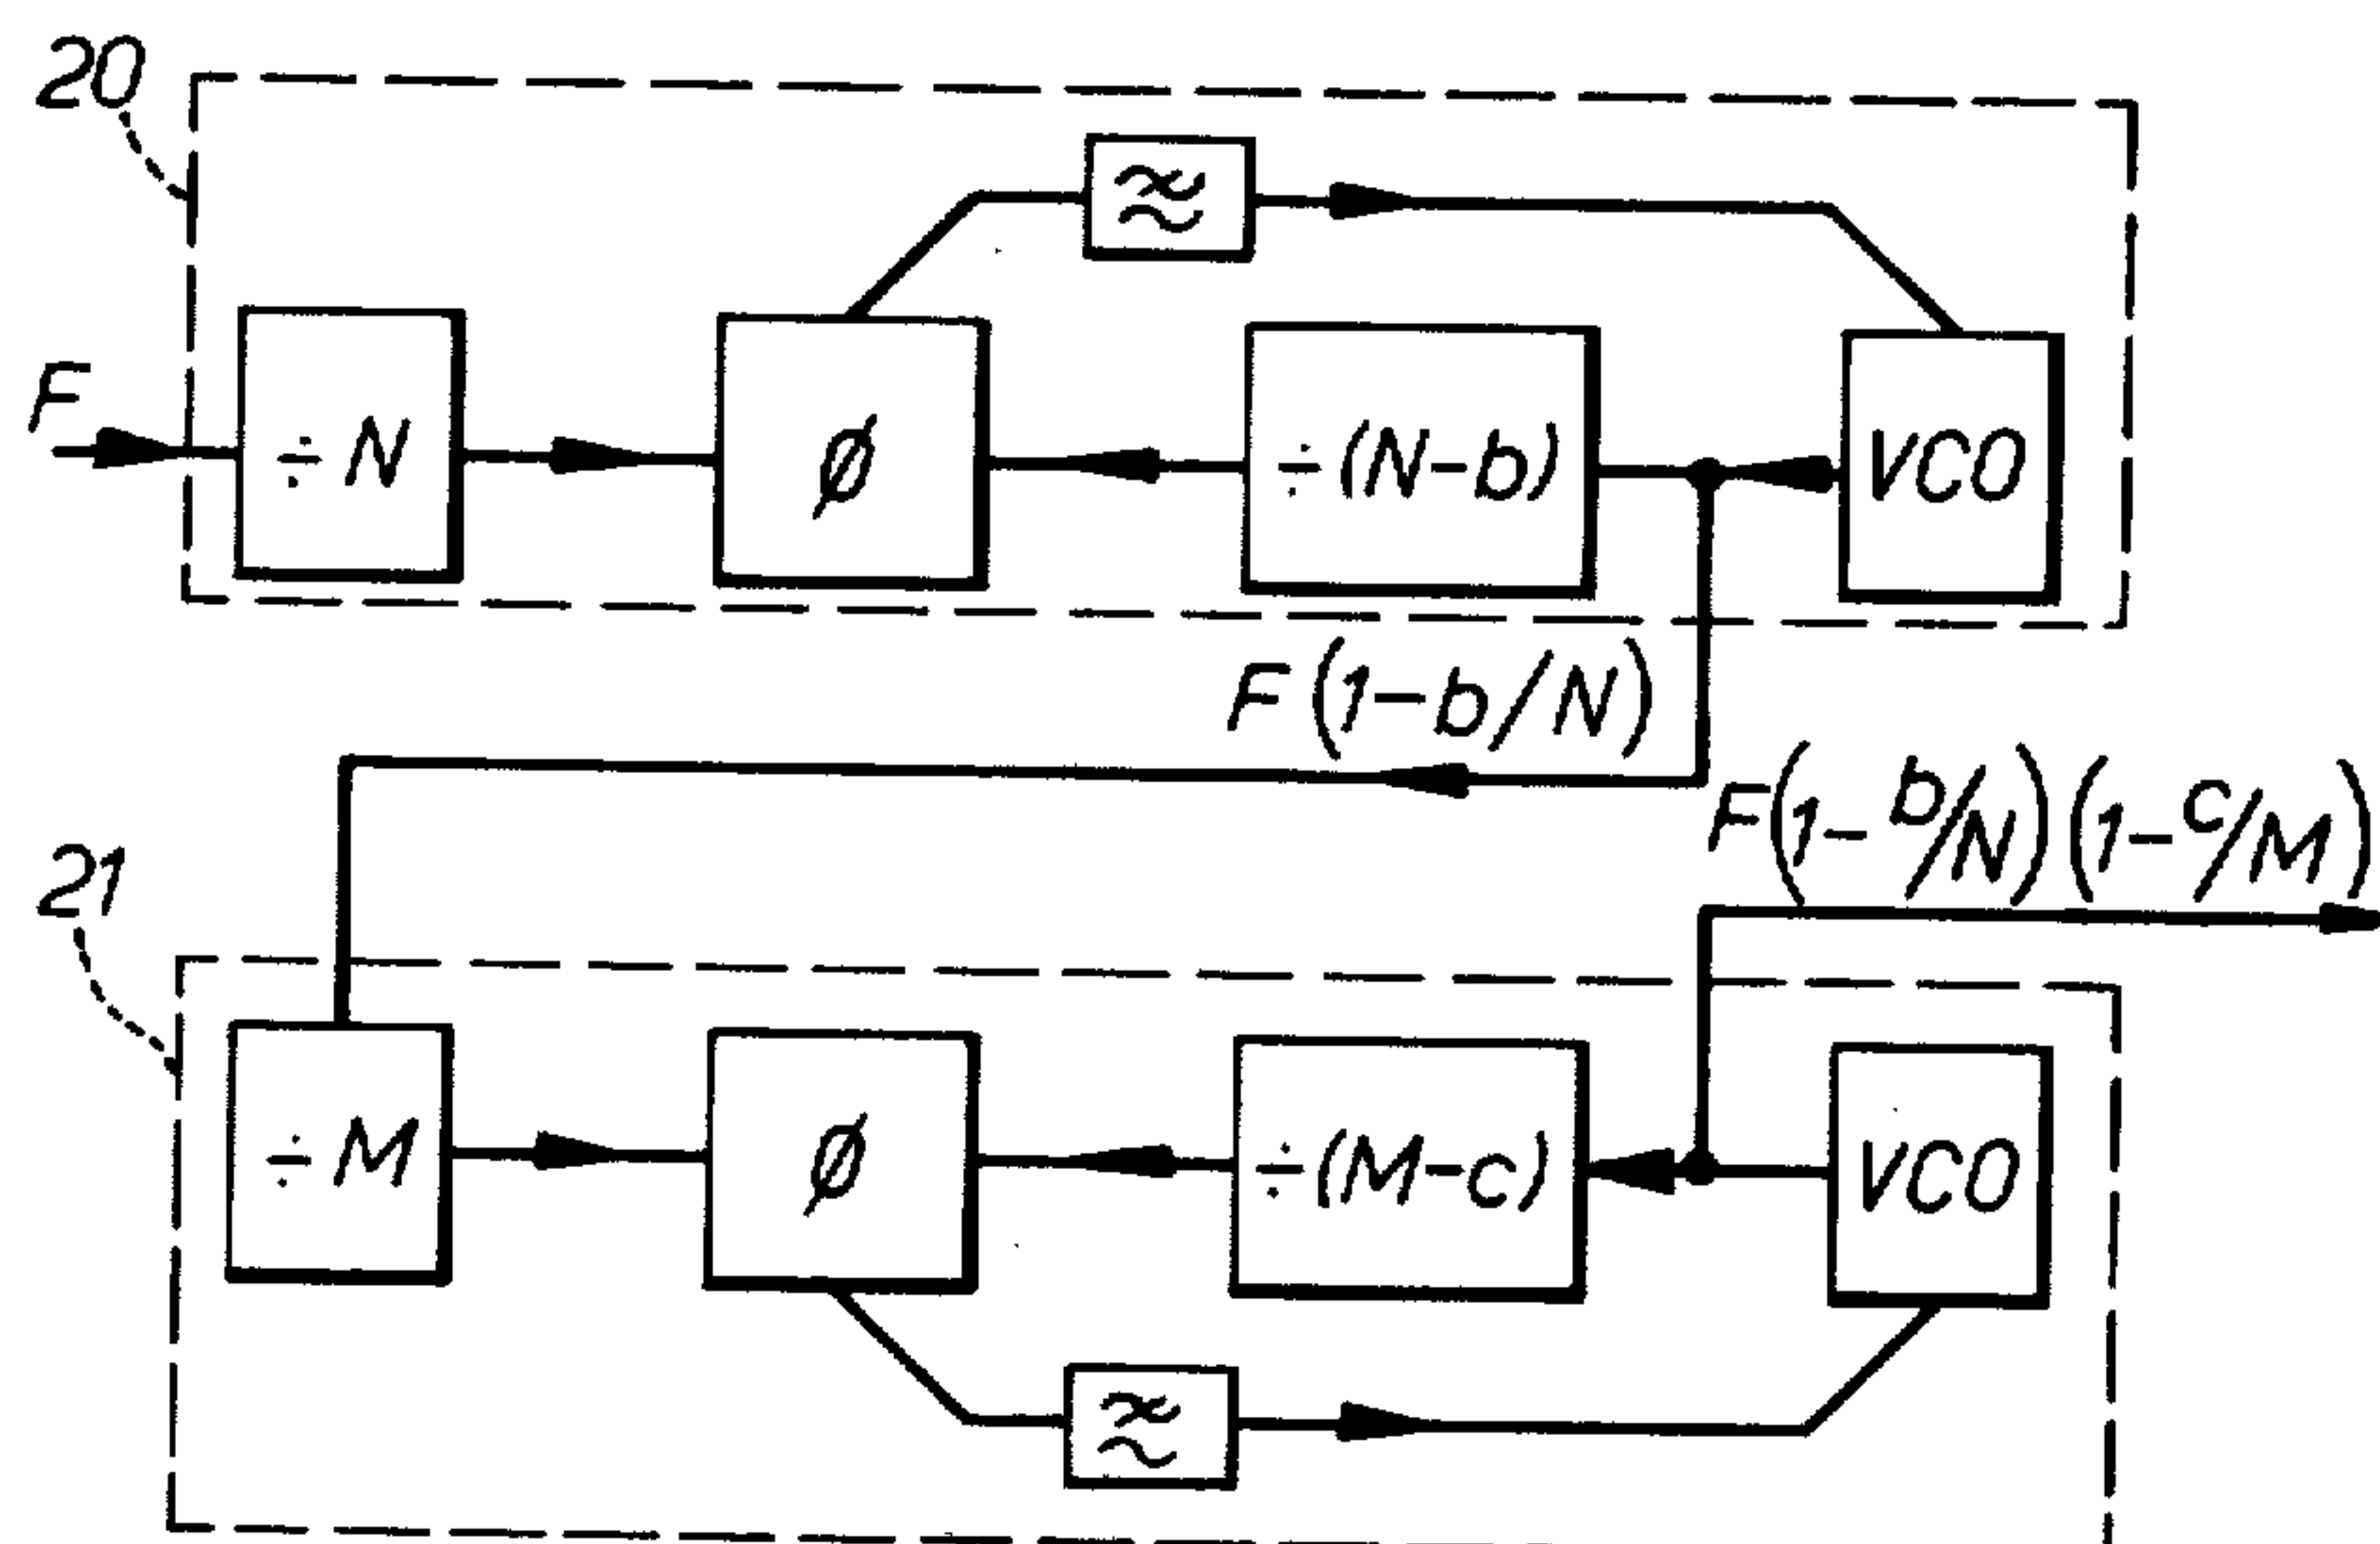 20
F
÷N
Ø
÷(N-b)
VCO
F(1-b/N)
F(1-b/N)(1-c/M)
21
÷M
Ø
÷(M-c)
VCO